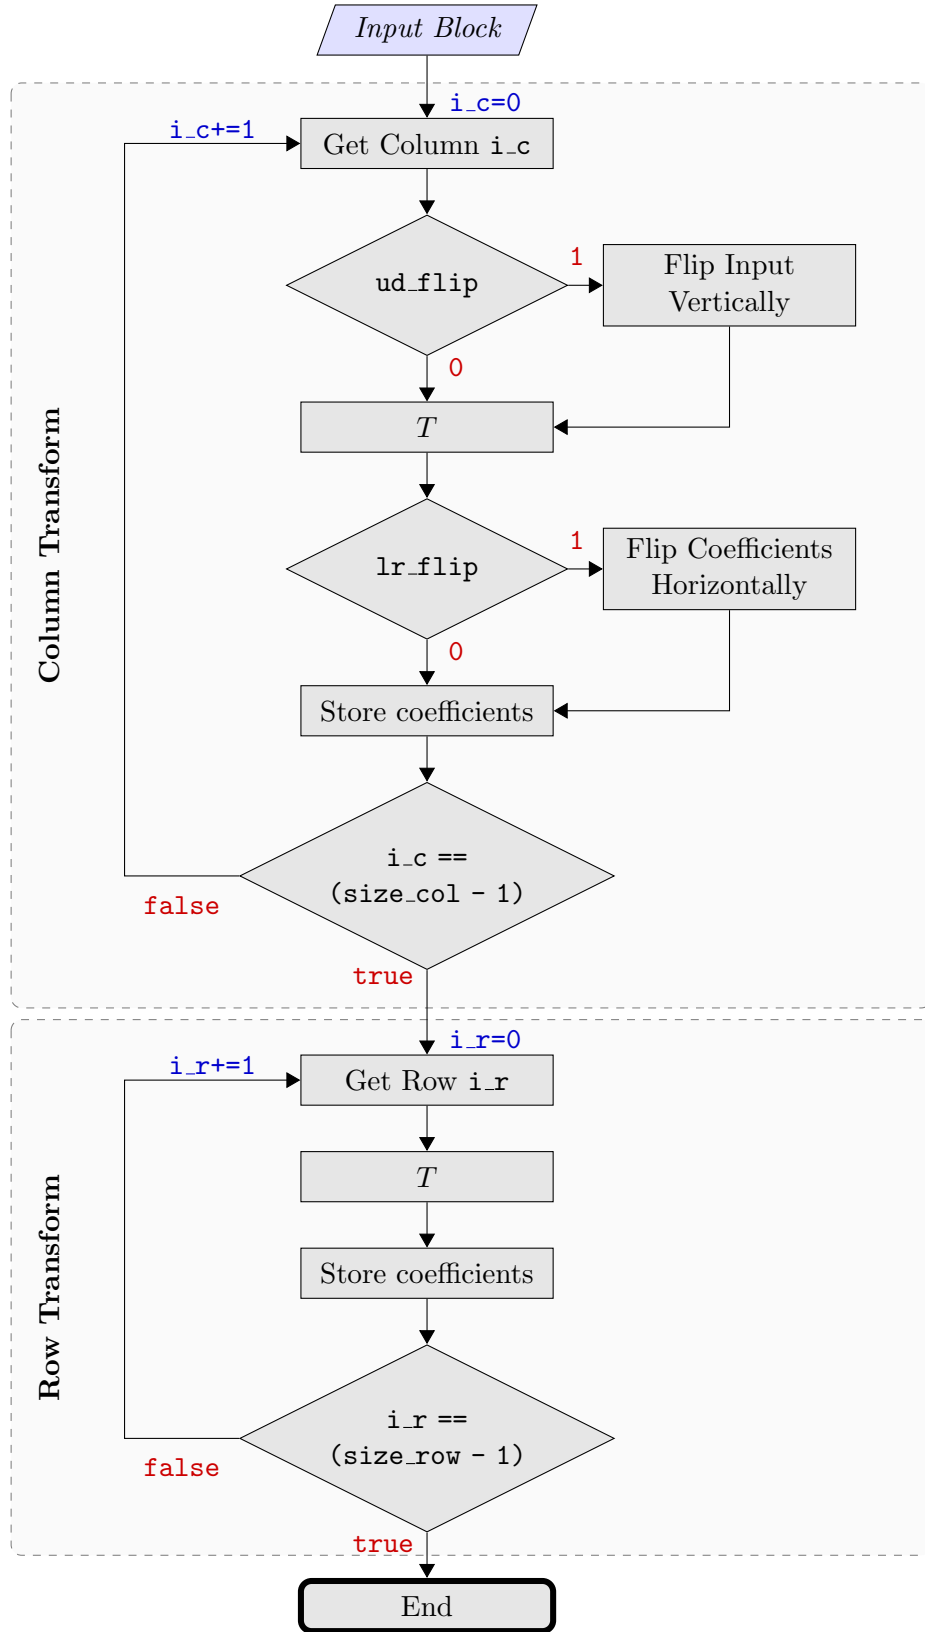 Input Block
i_c=0
i_c+=1
Get Column i_c
ud_flip
1
Flip Input
Vertically
0
T
Column Transform
lr_flip
1
Flip Coefficients
Horizontally
0
Store coefficients
i_c ==
(size_col - 1)
false
true
i_r=0
i_r+=1
Get Row i_r
T
Row Transform
Store coefficients
i_r ==
(size_row - 1)
false
true
End